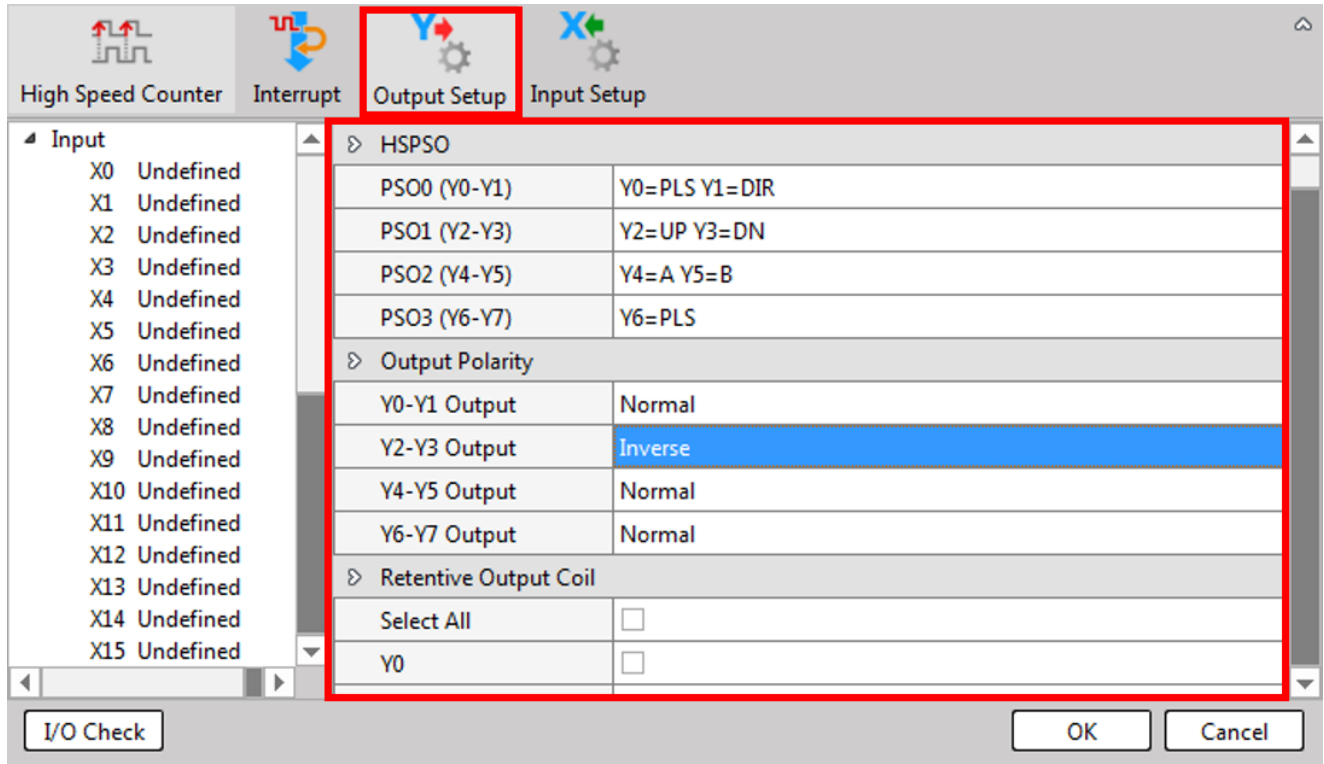 High Speed Counter Interrupt Output Setup Input Setup
Input
X0 Undefined
X1 Undefined
X2 Undefined
X3 Undefined
X4 Undefined
X5 Undefined
X6 Undefined
X7 Undefined
X8 Undefined
X9 Undefined
X10 Undefined
X11 Undefined
X12 Undefined
X13 Undefined
X14 Undefined
X15 Undefined
HSPSO
PSO0 (Y0-Y1) Y0=PLS Y1=DIR
PSO1 (Y2-Y3) Y2=UP Y3=DN
PSO2 (Y4-Y5) Y4=A Y5=B
PSO3 (Y6-Y7) Y6=PLS
Output Polarity
Y0-Y1 Output Normal
Y2-Y3 Output Inverse
Y4-Y5 Output Normal
Y6-Y7 Output Normal
Retentive Output Coil
Select All
Y0
I/O Check OK Cancel